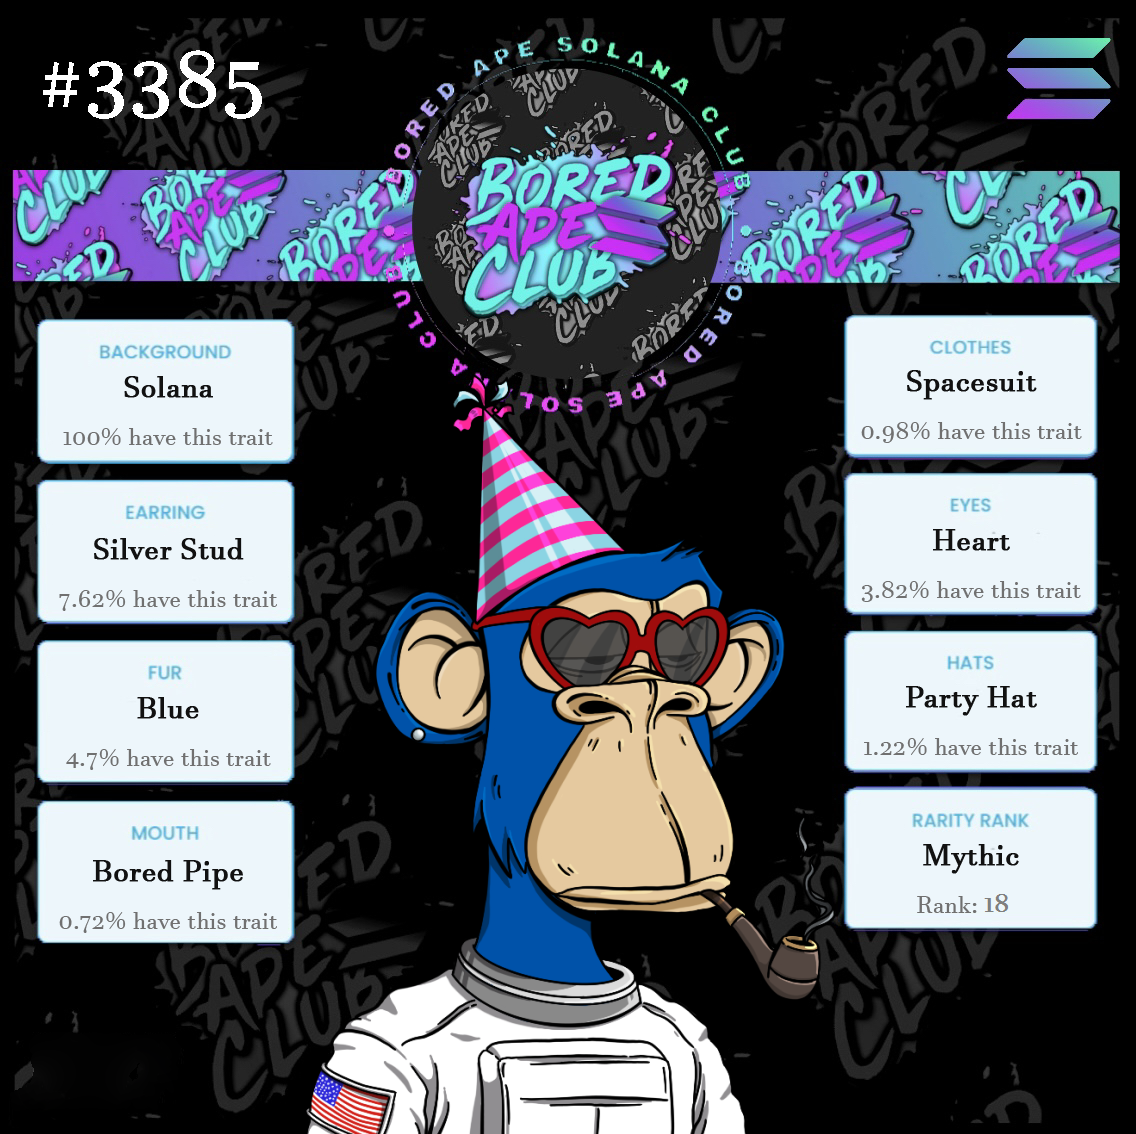 #3385
BORED APE SOLANA CLUB
BORED APE SOLANA CLUB
BORED
APE
CLUB
BACKGROUND
Solana
100% have this trait
EARRING
Silver Stud
7.62% have this trait
FUR
Blue
4.7% have this trait
MOUTH
Bored Pipe
0.72% have this trait
CLOTHES
Spacesuit
0.98% have this trait
EYES
Heart
3.82% have this trait
HATS
Party Hat
1.22% have this trait
RARITY RANK
Mythic
Rank: 18